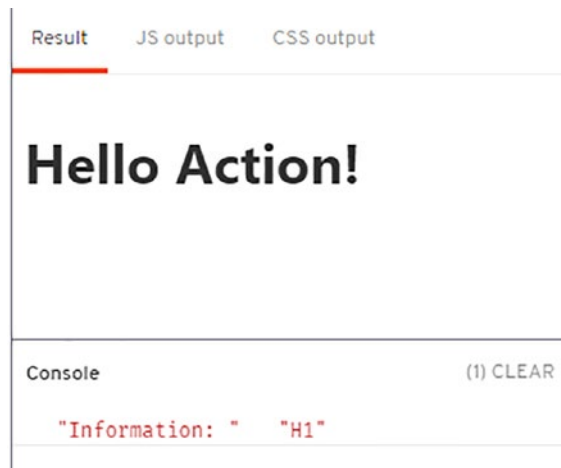 Result JS output CSS output
Hello Action!
Console (1) CLEAR
"Information: " "H1"